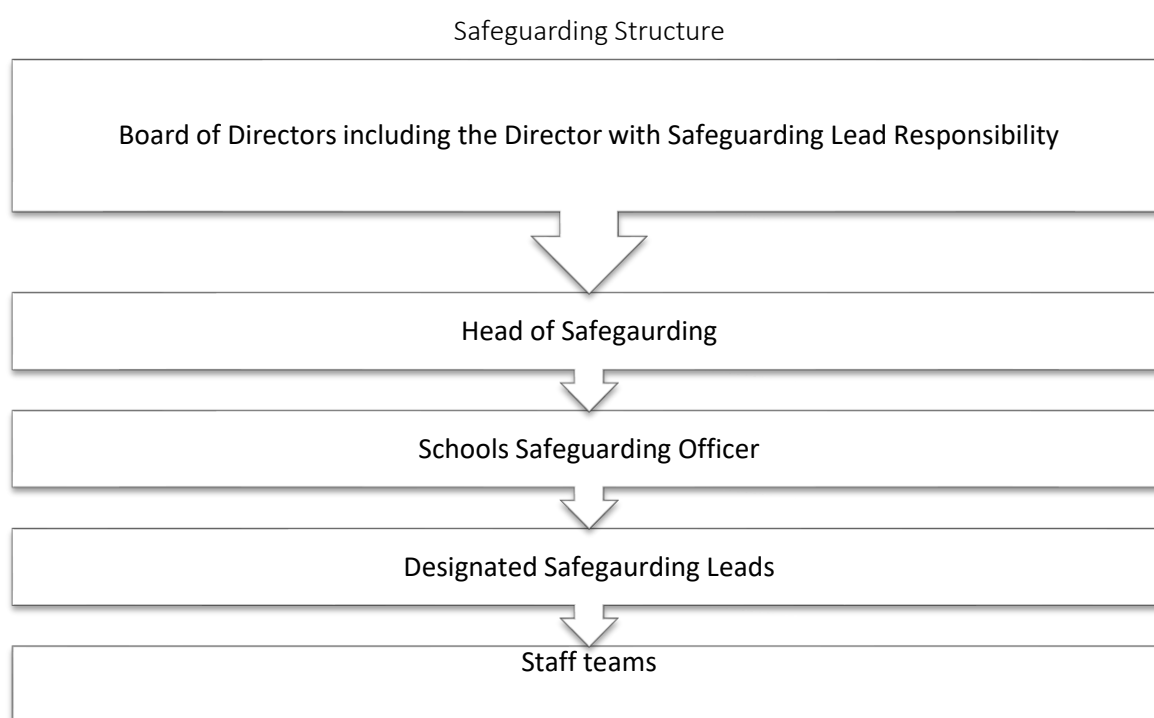 Safeguarding Structure
Board of Directors including the Director with Safeguarding Lead Responsibility
Head of Safegaurding
Schools Safeguarding Officer
Designated Safegaurding Leads
Staff teams